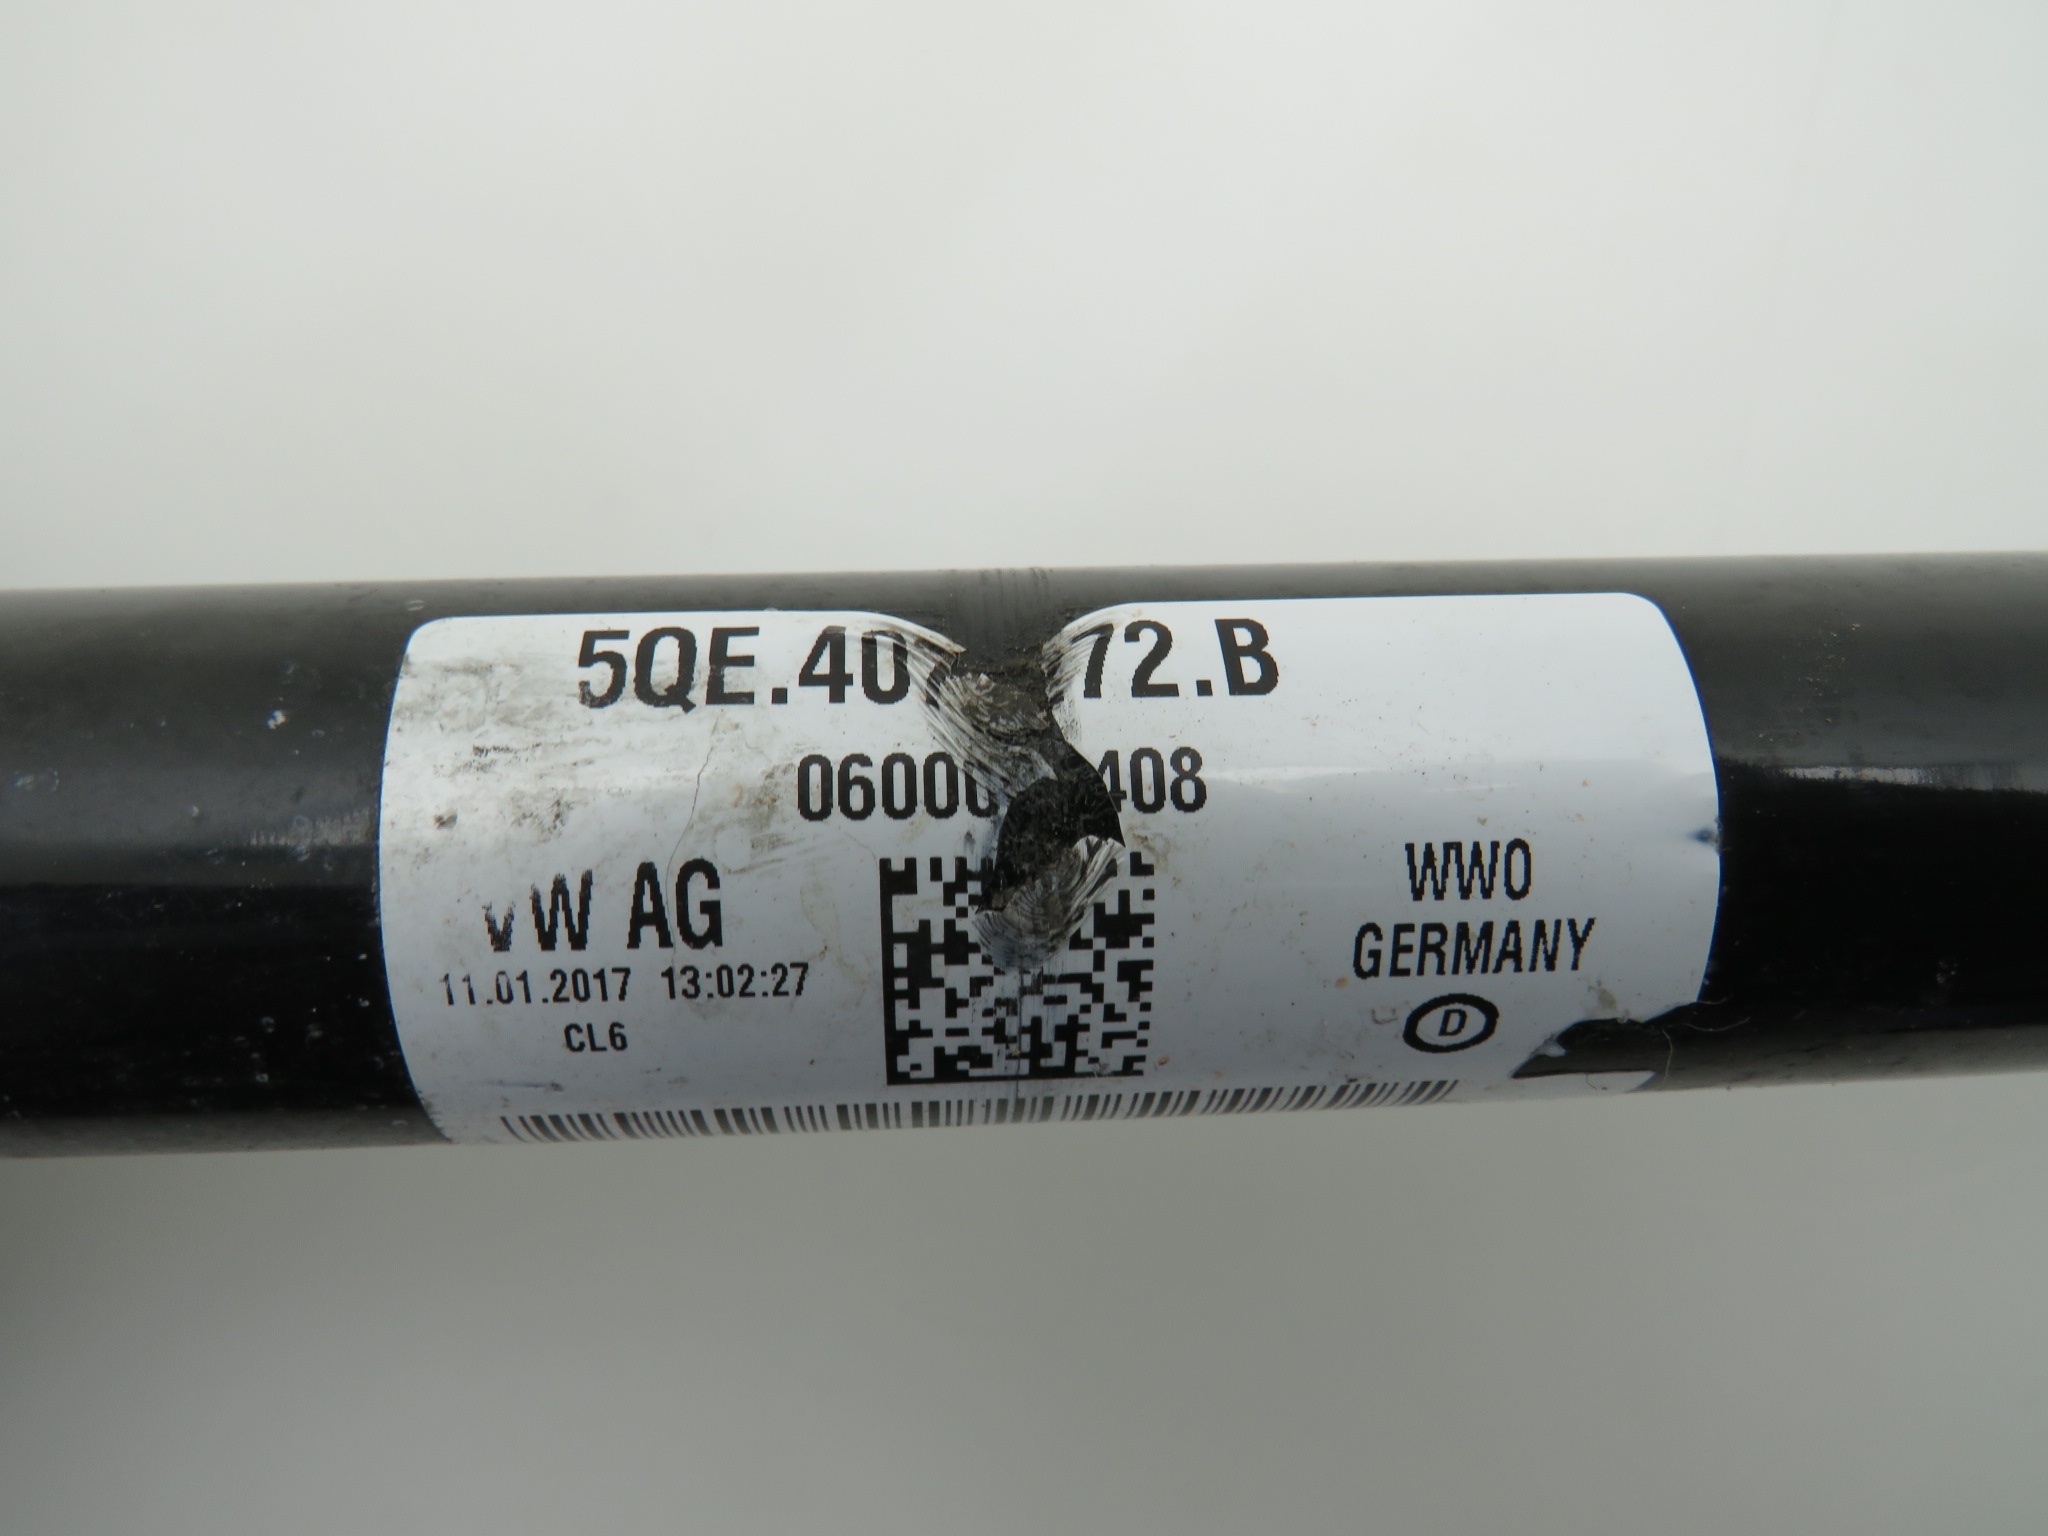 5QE.40 72.B
0600 408
VW AG
11.01.2017 13:02:27
CL6
WWO
GERMANY
D